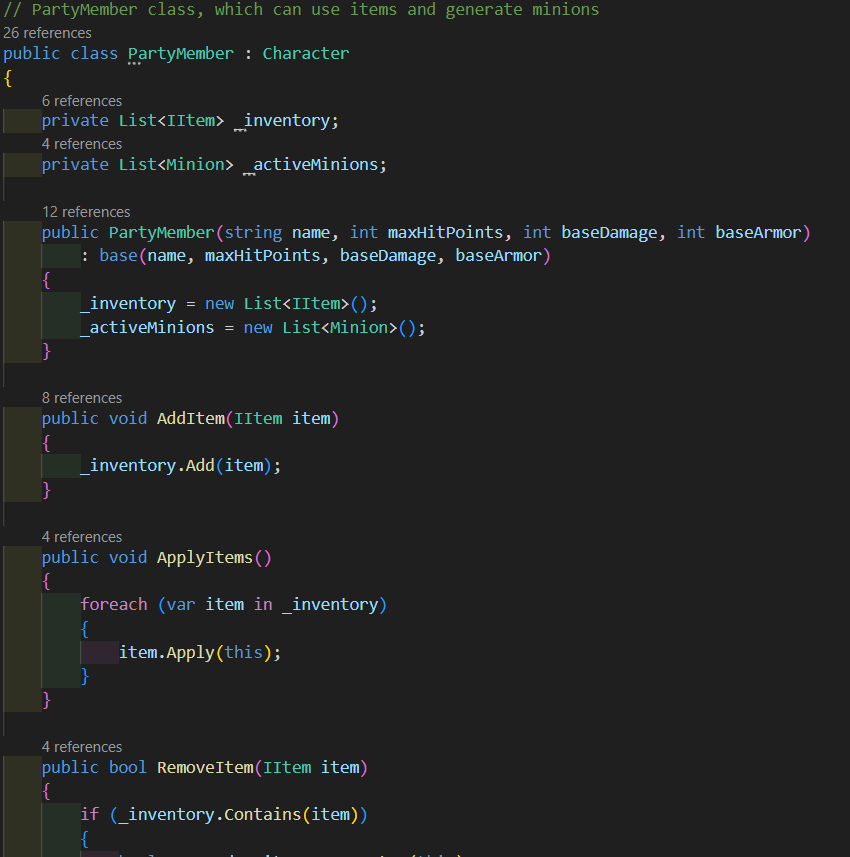 // PartyMember class, which can use items and generate minions
26 references
public class PartyMember : Character
{
6 references
private List<IItem> _inventory;
4 references
private List<Minion> _activeMinions;
12 references
public PartyMember(string name, int maxHitPoints, int baseDamage, int baseArmor)
: base(name, maxHitPoints, baseDamage, baseArmor)
{
_inventory = new List<IItem>();
_activeMinions = new List<Minion>();
}
8 references
public void AddItem(IItem item)
{
_inventory.Add(item);
}
4 references
public void ApplyItems()
{
foreach (var item in _inventory)
{
item.Apply(this);
}
}
4 references
public bool RemoveItem(IItem item)
{
if (_inventory.Contains(item))
{